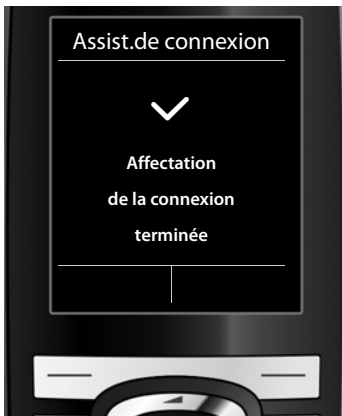 Assist.de connexion
Affectation
de la connexion
terminée